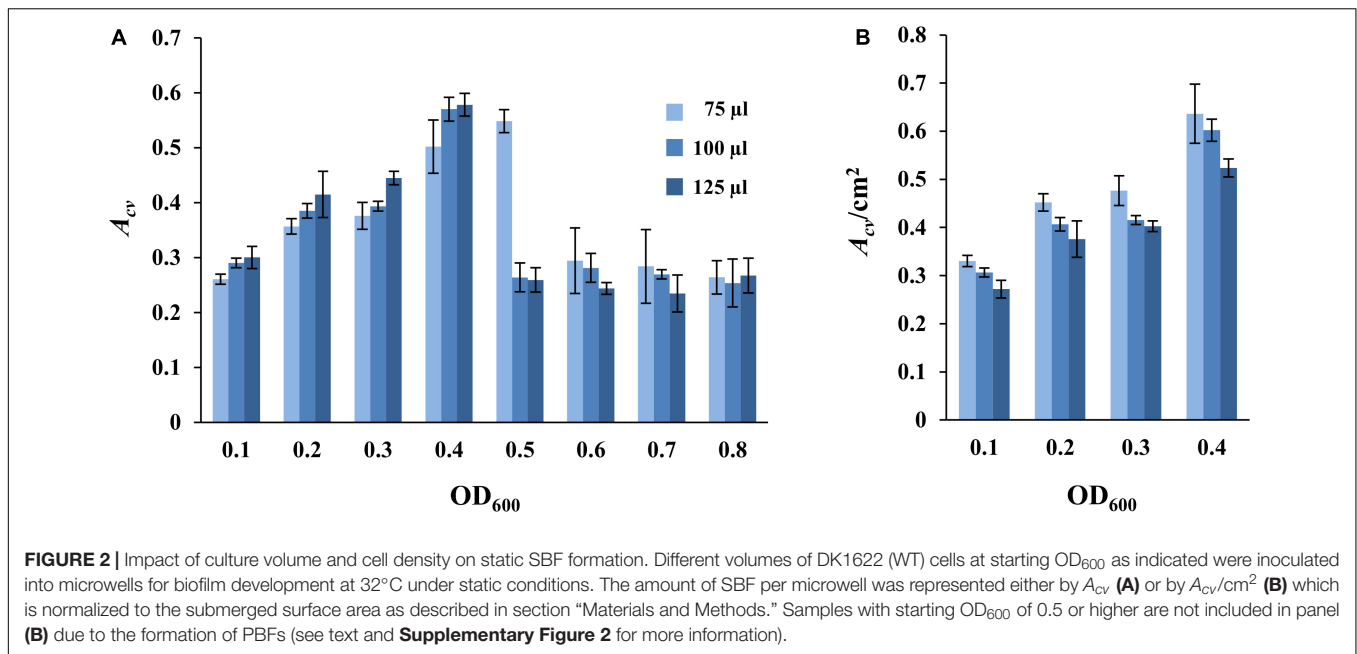 A
0.7
0.6
0.5
0.4
0.3
0.2
0.1
0
A_cv
75 µl
100 µl
125 µl
0.1 0.2 0.3 0.4 0.5 0.6 0.7 0.8
OD600
B
0.8
0.7
0.6
0.5
0.4
0.3
0.2
0.1
0
A_cv/cm²
0.1 0.2 0.3 0.4
OD600
FIGURE 2 | Impact of culture volume and cell density on static SBF formation. Different volumes of DK1622 (WT) cells at starting OD600 as indicated were inoculated
into microwells for biofilm development at 32°C under static conditions. The amount of SBF per microwell was represented either by A_cv (A) or by A_cv/cm² (B) which
is normalized to the submerged surface area as described in section “Materials and Methods.” Samples with starting OD600 of 0.5 or higher are not included in panel
(B) due to the formation of PBFs (see text and Supplementary Figure 2 for more information).